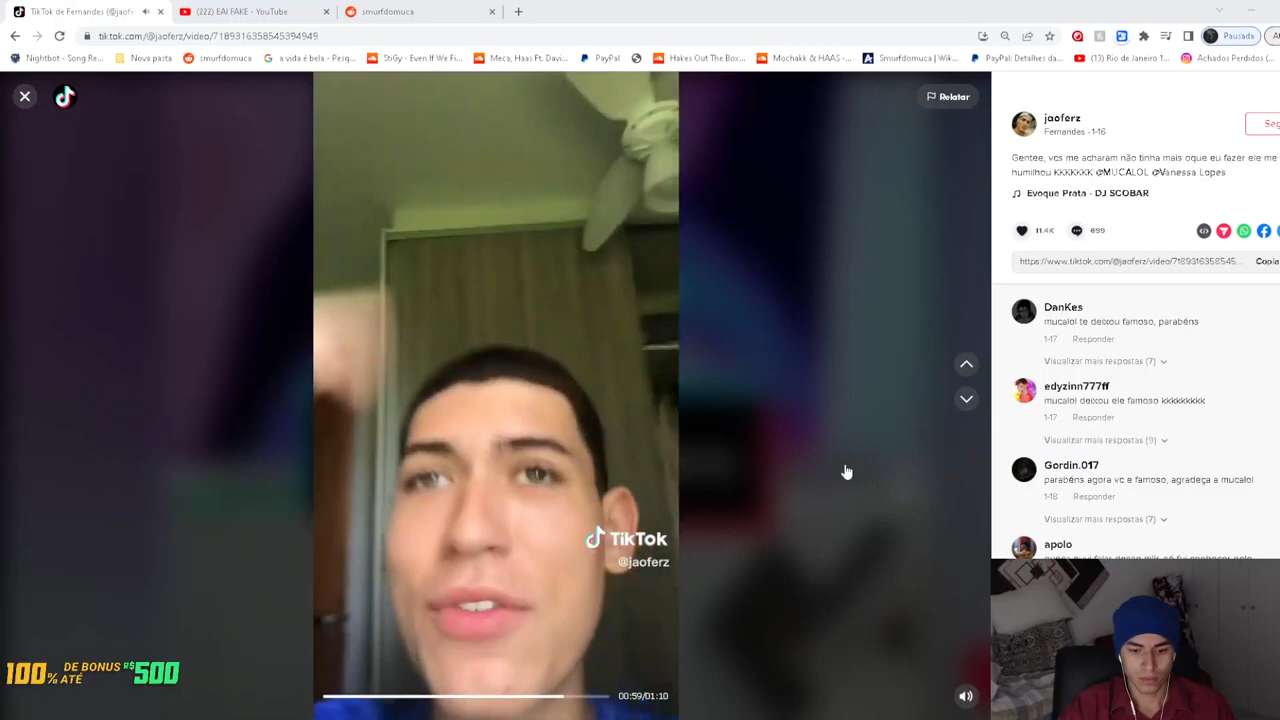 TikTok de Fernandes (@jaofer
(222) EAI FAKE - YouTube
smurfdomuca
tiktok.com/@jaoferz/video/7189316358545394949
Pausada
Nightbot - Song Re...
Nova pasta
smurfdomuca
a vida é bela - Pesq...
StiGy - Even If We Fi...
Meca, Haas Ft. Davi...
PayPal
Hakes Out The Box...
Mochakk & HAAS -...
Smurfdomuca | Wik...
PayPal: Detalhes da...
(13) Rio de Janeiro 1...
Achados Perdidos (...
Relatar
jaoferz
Fernandes · 1-16
Seg
Gentee, vcs me acharam não tinha mais oque eu fazer ele me
humilhou KKKKKKK @MUCALOL @Vanessa Lopes
Evoque Prata - DJ SCOBAR
11.4K
699
https://www.tiktok.com/@jaoferz/video/7189316358545...
Copia
DanKes
mucalol te deixou famoso, parabéns
1-17 Responder
Visualizar mais respostas (7)
edyzinn777ff
mucalol deixou ele famoso kkkkkkkkk
1-17 Responder
Visualizar mais respostas (9)
Gordin.017
parabéns agora vc e famoso, agradeça a mucalol
1-18 Responder
Visualizar mais respostas (7)
apolo
TikTok
@jaoferz
00:59/01:10
100% ATÉ
DE BONUS R$500